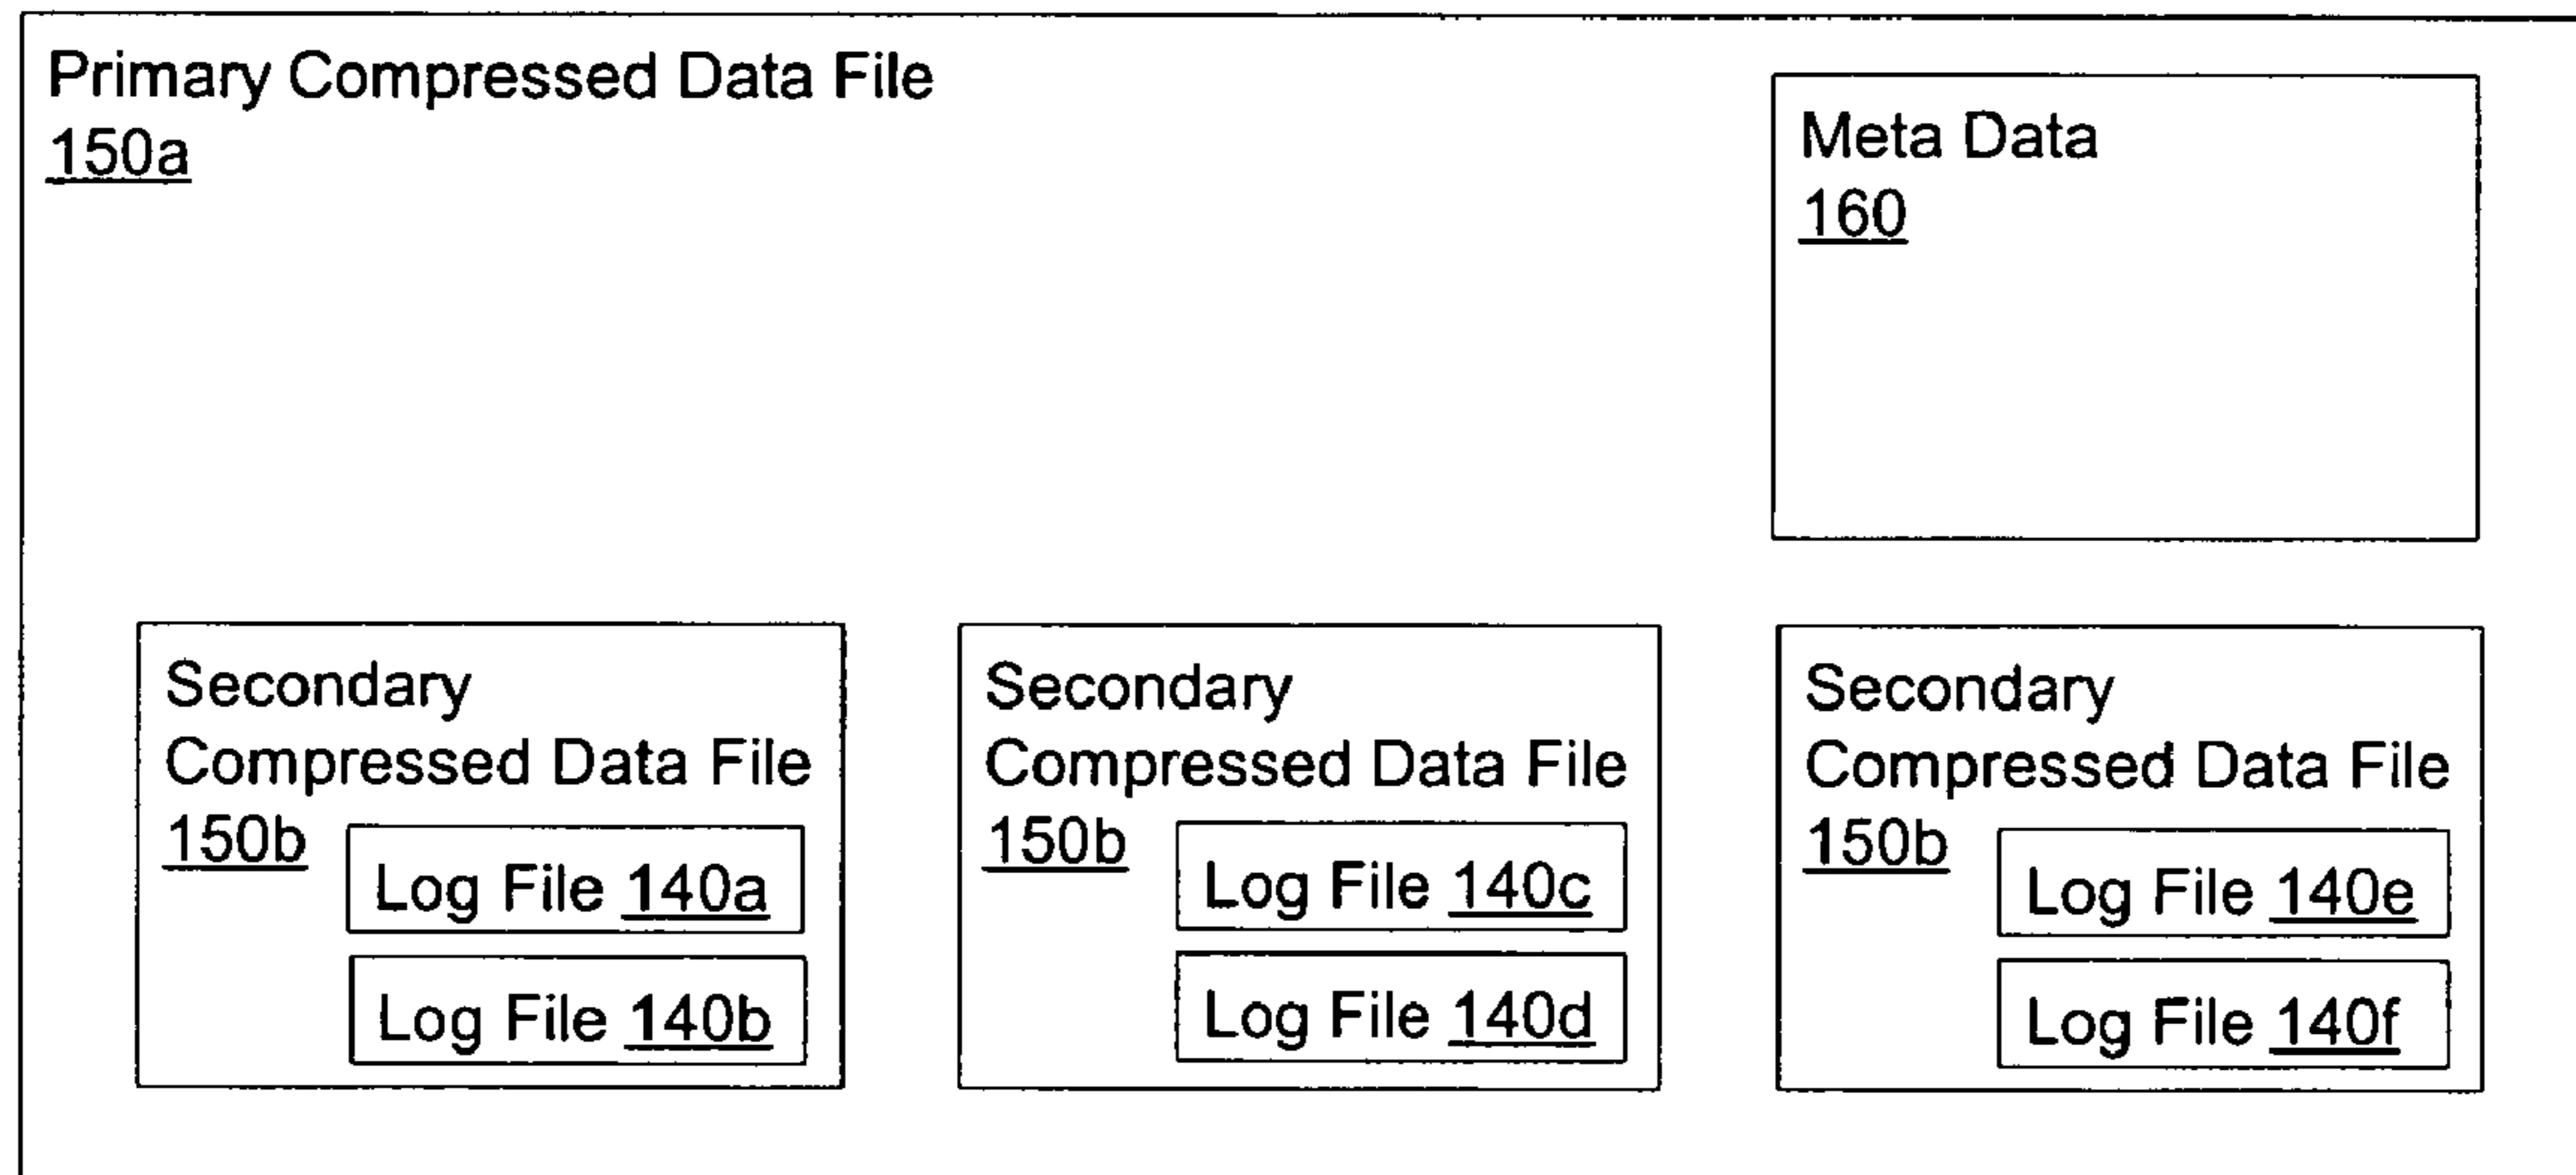 Primary Compressed Data File
150a
Meta Data
160
Secondary
Compressed Data File
150b
Log File 140a
Log File 140b
Secondary
Compressed Data File
150b
Log File 140c
Log File 140d
Secondary
Compressed Data File
150b
Log File 140e
Log File 140f